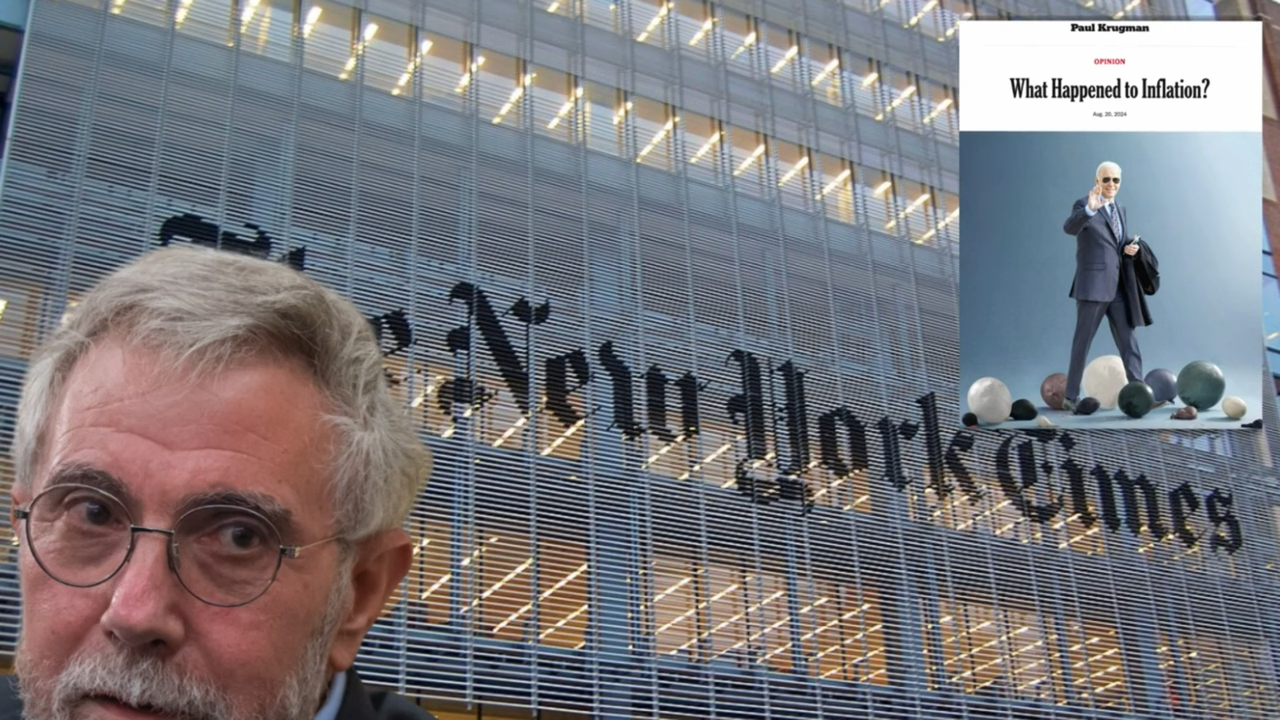 Paul Krugman
OPINION
What Happened to Inflation?
Aug. 20, 2024
The New York Times